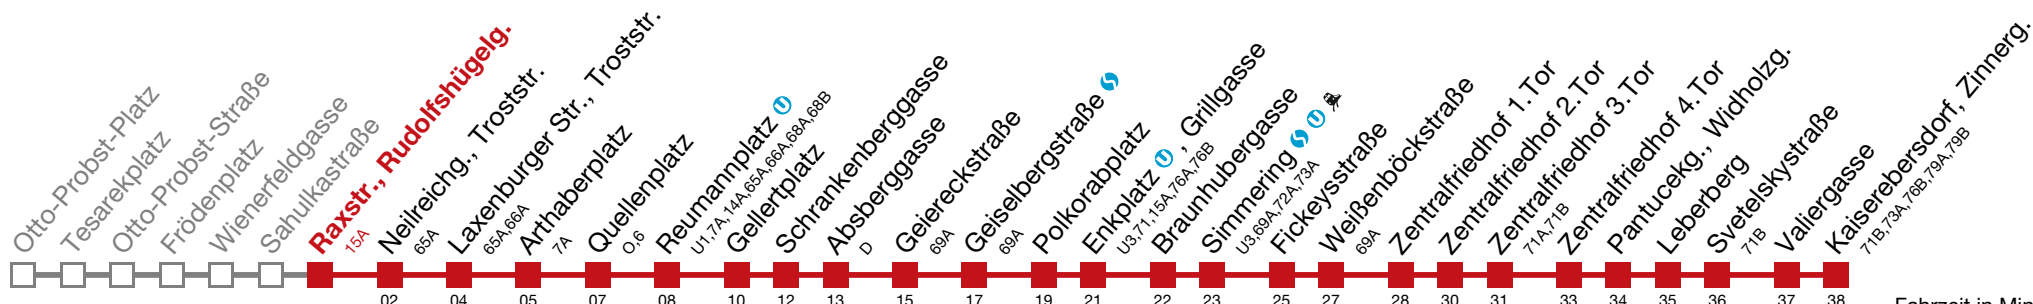 Otto-Probst-Platz
Tesarekplatz
Otto-Probst-Straße
Frödenplatz
Wienerfeldgasse
Sahulkastraße
Raxstr., Rudolfshügelg.
15A
Neilreichg., Troststr.
65A
Laxenburger Str., Troststr.
65A,66A
Arthaberplatz
7A
Quellenplatz
O,6
Reumannplatz U
U1,7A,14A,65A,66A,68A,68B
Gellertplatz
Schrankenberggasse
Absberggasse
D
Geiereckstraße
69A
Geiselbergstraße
69A
Polkorabplatz
Enkplatz U , Grillgasse
U3,71,15A,76A,76B
Braunhubergasse
Simmering U
U3,69A,72A,73A
Fickeysstraße
Weißenböckstraße
69A
Zentralfriedhof 1.Tor
Zentralfriedhof 2.Tor
Zentralfriedhof 3.Tor
71A,71B
Zentralfriedhof 4.Tor
Pantucekg., Widholzg.
Leberberg
Svetelskystraße
71B
Valiergasse
Kaiserebersdorf, Zinnerg.
71B,73A,76B,79A,79B
02 04 05 07 08 10 12 13 15 17 19 21 22 23 25 27 28 30 31 33 34 35 36 37 38 Fahrzeit in Min